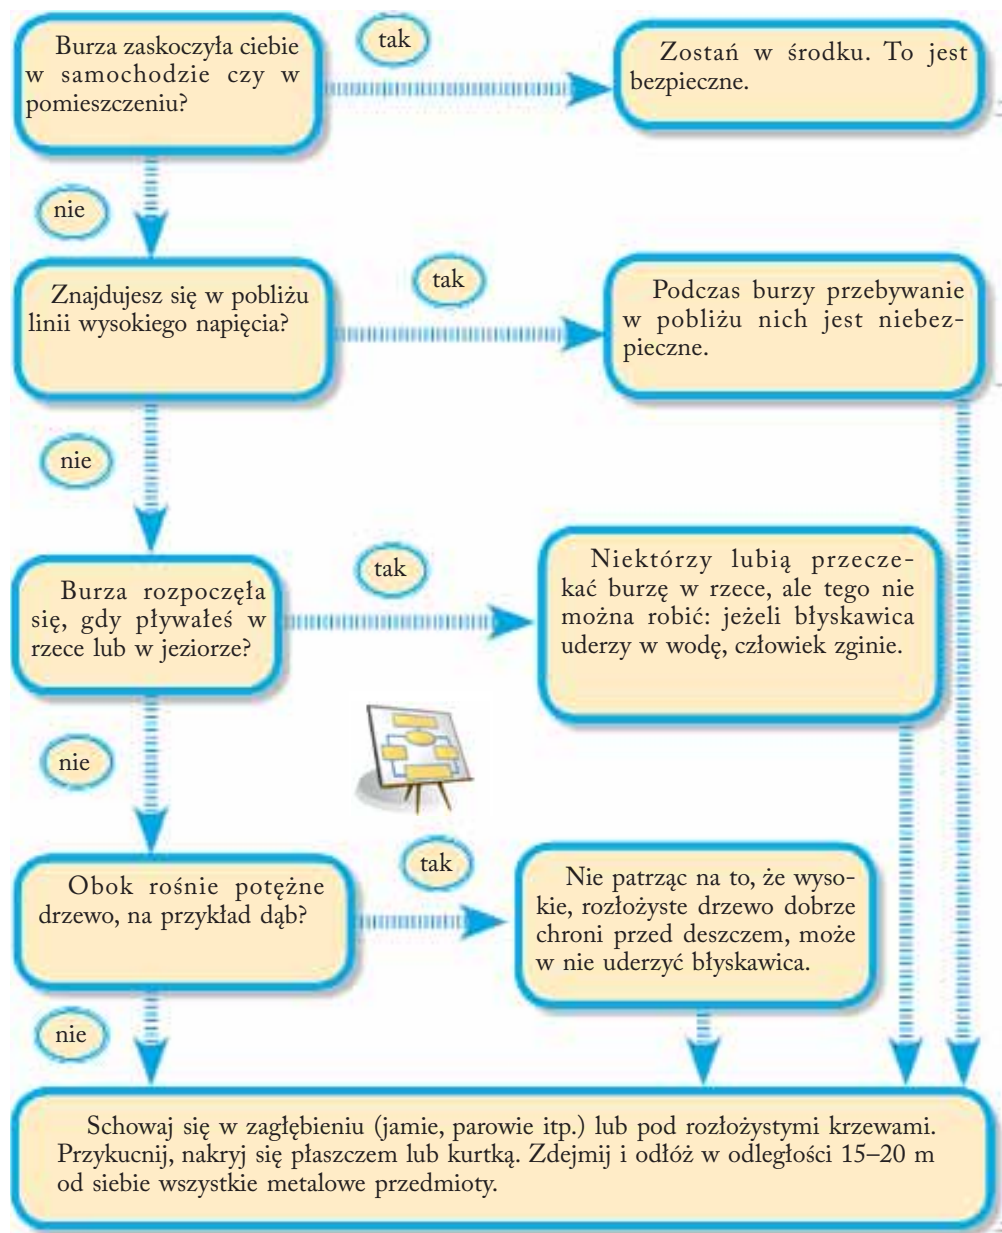 Burza zaskoczyła ciebie
w samochodzie czy w
pomieszczeniu?
tak
Zostań w środku. To jest
bezpieczne.
nie
Znajdujesz się w pobliżu
linii wysokiego napięcia?
tak
Podczas burzy przebywanie
w pobliżu nich jest niebez-
pieczne.
nie
Burza rozpoczęła
się, gdy pływałeś w
rzece lub w jeziorze?
tak
Niektórzy lubią przecze-
kać burzę w rzece, ale tego nie
można robić: jeżeli błyskawica
uderzy w wodę, człowiek zginie.
nie
Obok rośnie potężne
drzewo, na przykład dąb?
tak
Nie patrząc na to, że wyso-
kie, rozłożyste drzewo dobrze
chroni przed deszczem, może
w nie uderzyć błyskawica.
nie
Schowaj się w zagłębieniu (jamie, parowie itp.) lub pod rozłożystymi krzewami.
Przykucnij, nakryj się płaszczem lub kurtką. Zdejmij i odłóż w odległości 15–20 m
od siebie wszystkie metalowe przedmioty.